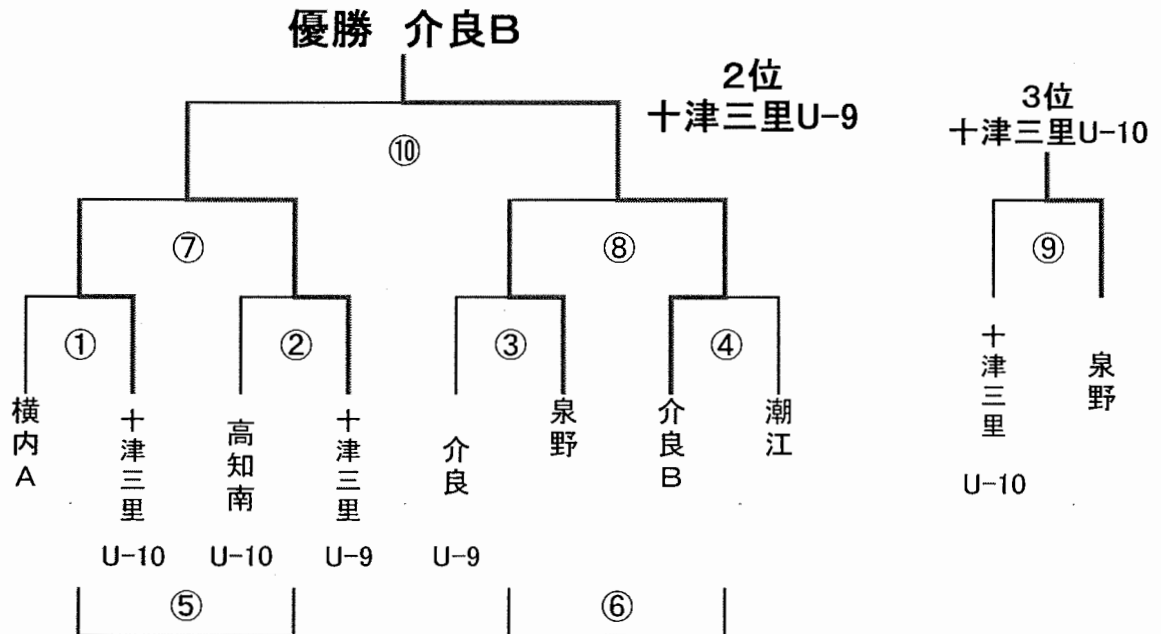 優勝 介良B
2位
十津三里U-9
3位
十津三里U-10
⑩
⑦
⑧
⑨
①
②
③
④
横内A
十津三里
U-10
高知南
U-10
十津三里
U-9
介良
U-9
泉野
介良B
潮江
十津三里
U-10
泉野
⑤
⑥